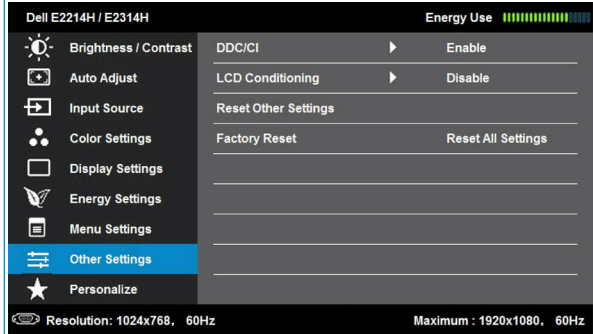 Dell E2214H / E2314H Energy Use
Brightness / Contrast DDC/CI Enable
Auto Adjust LCD Conditioning Disable
Input Source Reset Other Settings
Color Settings Factory Reset Reset All Settings
Display Settings
Energy Settings
Menu Settings
Other Settings
Personalize
Resolution: 1024x768, 60Hz Maximum : 1920x1080, 60Hz